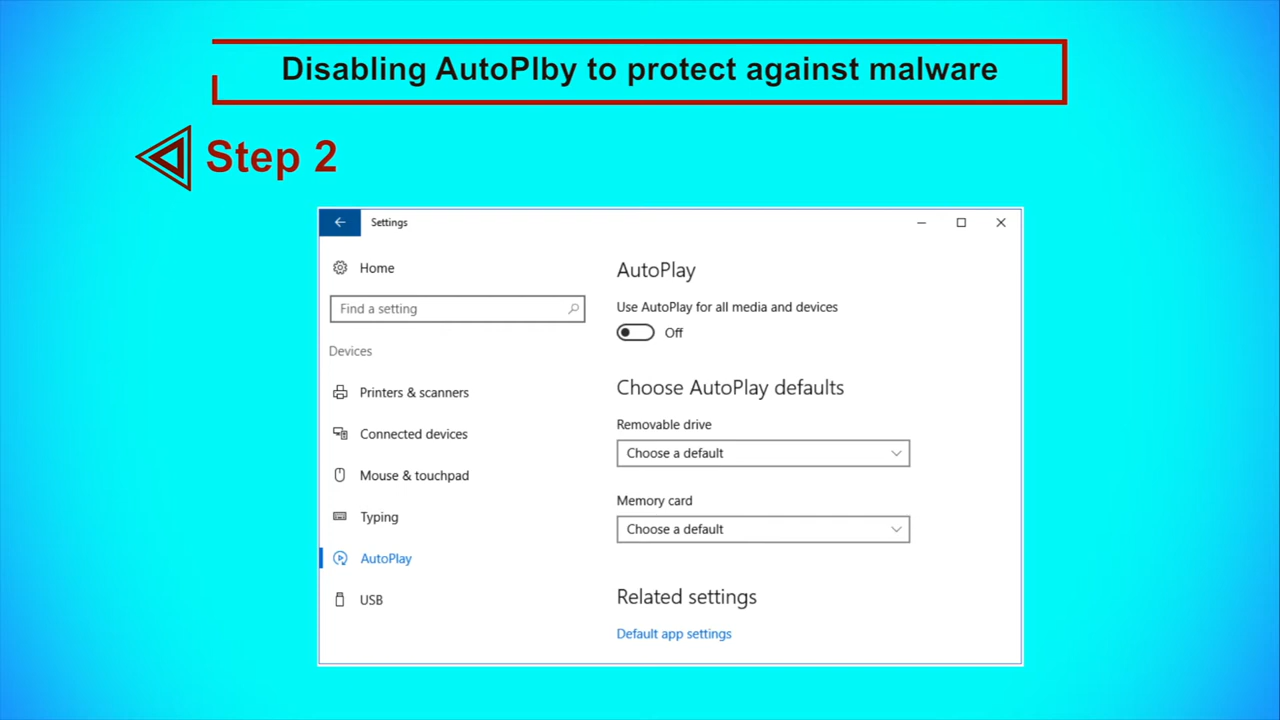 Disabling AutoPlby to protect against malware
Step 2
Settings
Home
Find a setting
Devices
Printers & scanners
Connected devices
Mouse & touchpad
Typing
AutoPlay
USB
AutoPlay
Use AutoPlay for all media and devices
Off
Choose AutoPlay defaults
Removable drive
Choose a default
Memory card
Choose a default
Related settings
Default app settings